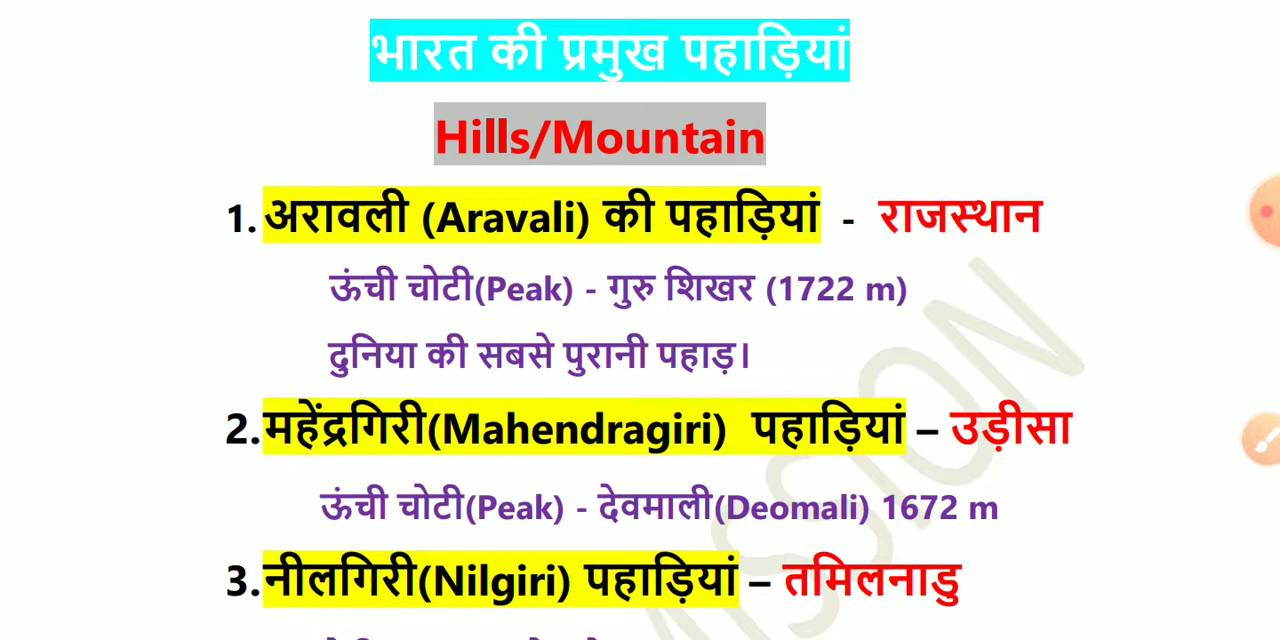 भारत की प्रमुख पहाड़ियां
Hills/Mountain
1. अरावली (Aravali) की पहाड़ियां - राजस्थान
ऊंची चोटी(Peak) - गुरु शिखर (1722 m)
दुनिया की सबसे पुरानी पहाड़।
2. महेंद्रगिरी(Mahendragiri) पहाड़ियां – उड़ीसा
ऊंची चोटी(Peak) - देवमाली(Deomali) 1672 m
3. नीलगिरी(Nilgiri) पहाड़ियां – तमिलनाडु
MISSION